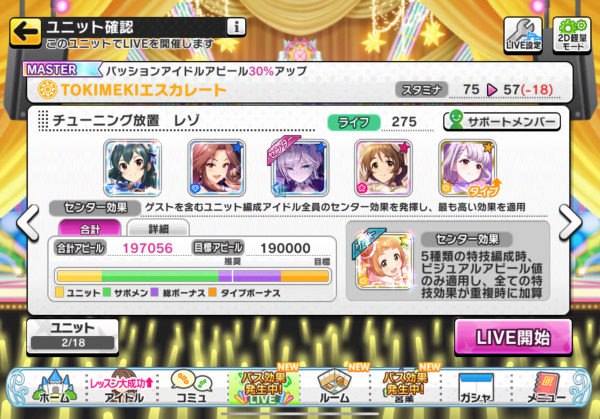 ユニット確認
このユニットでLIVEを開催します
LIVE設定
2D軽量
モード
MASTER パッションアイドルアピール30%アップ
TOKIMEKIエスカレート
スタミナ 75 57(-18)
チューニング放置 レゾ
ライフ 275
サポートメンバー
センター
タイプ
センター効果 ゲストを含むユニット編成アイドル全員のセンター効果を発揮し、最も高い効果を適用
合計 詳細
合計アピール 197056 目標アピール 190000
推奨 目標
ユニット サポメン 総ボーナス タイプボーナス
センター効果
5種類の特技編成時、
ビジュアルアピール値
のみ適用し、全ての特
技効果が重複時に加算
ユニット
2/18
LIVE開始
NEW NEW NEW
ホーム
レッスン大成功
アイドル
コミュ
パス効果
発生中!
LIVE
ルーム
パス効果
発生中!
営業
ガシャ
メニュー